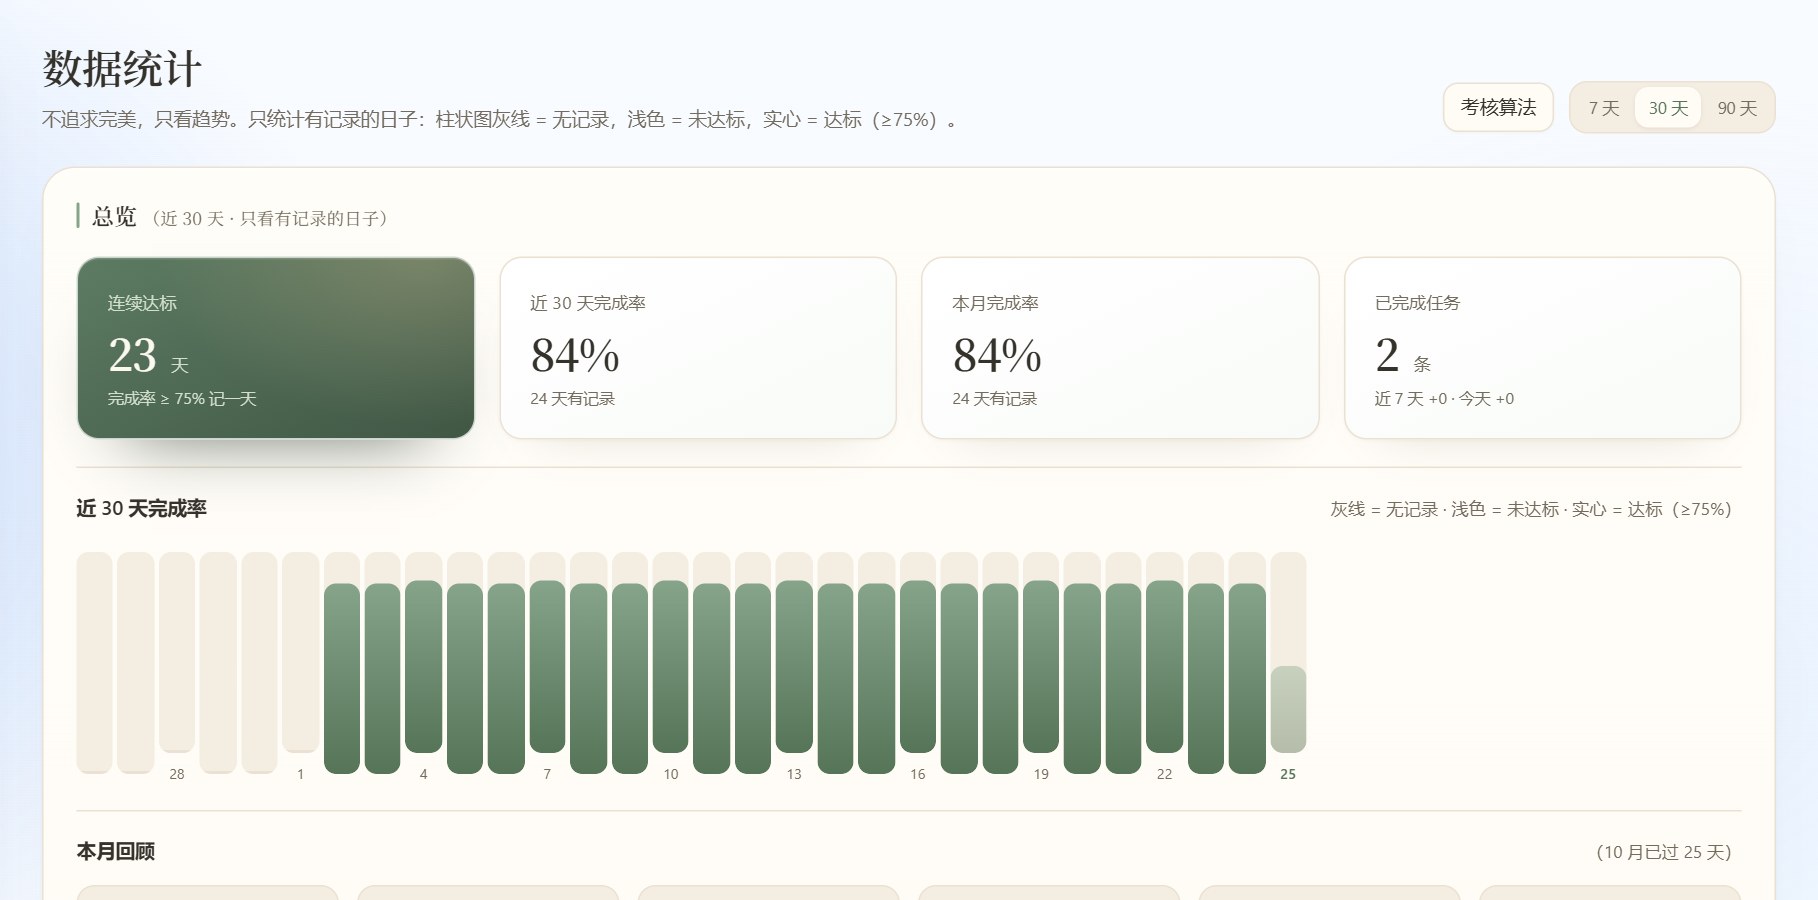 数据统计
不追求完美，只看趋势。只统计有记录的日子：柱状图灰线 = 无记录，浅色 = 未达标，实心 = 达标（≥75%）。
考核算法
7 天
30 天
90 天
总览（近 30 天 · 只看有记录的日子）
连续达标
23 天
完成率 ≥ 75% 记一天
近 30 天完成率
84%
24 天有记录
本月完成率
84%
24 天有记录
已完成任务
2 条
近 7 天 +0 · 今天 +0
近 30 天完成率
灰线 = 无记录 · 浅色 = 未达标 · 实心 = 达标（≥75%）
28 1 4 7 10 13 16 19 22 25
本月回顾
（10 月已过 25 天）